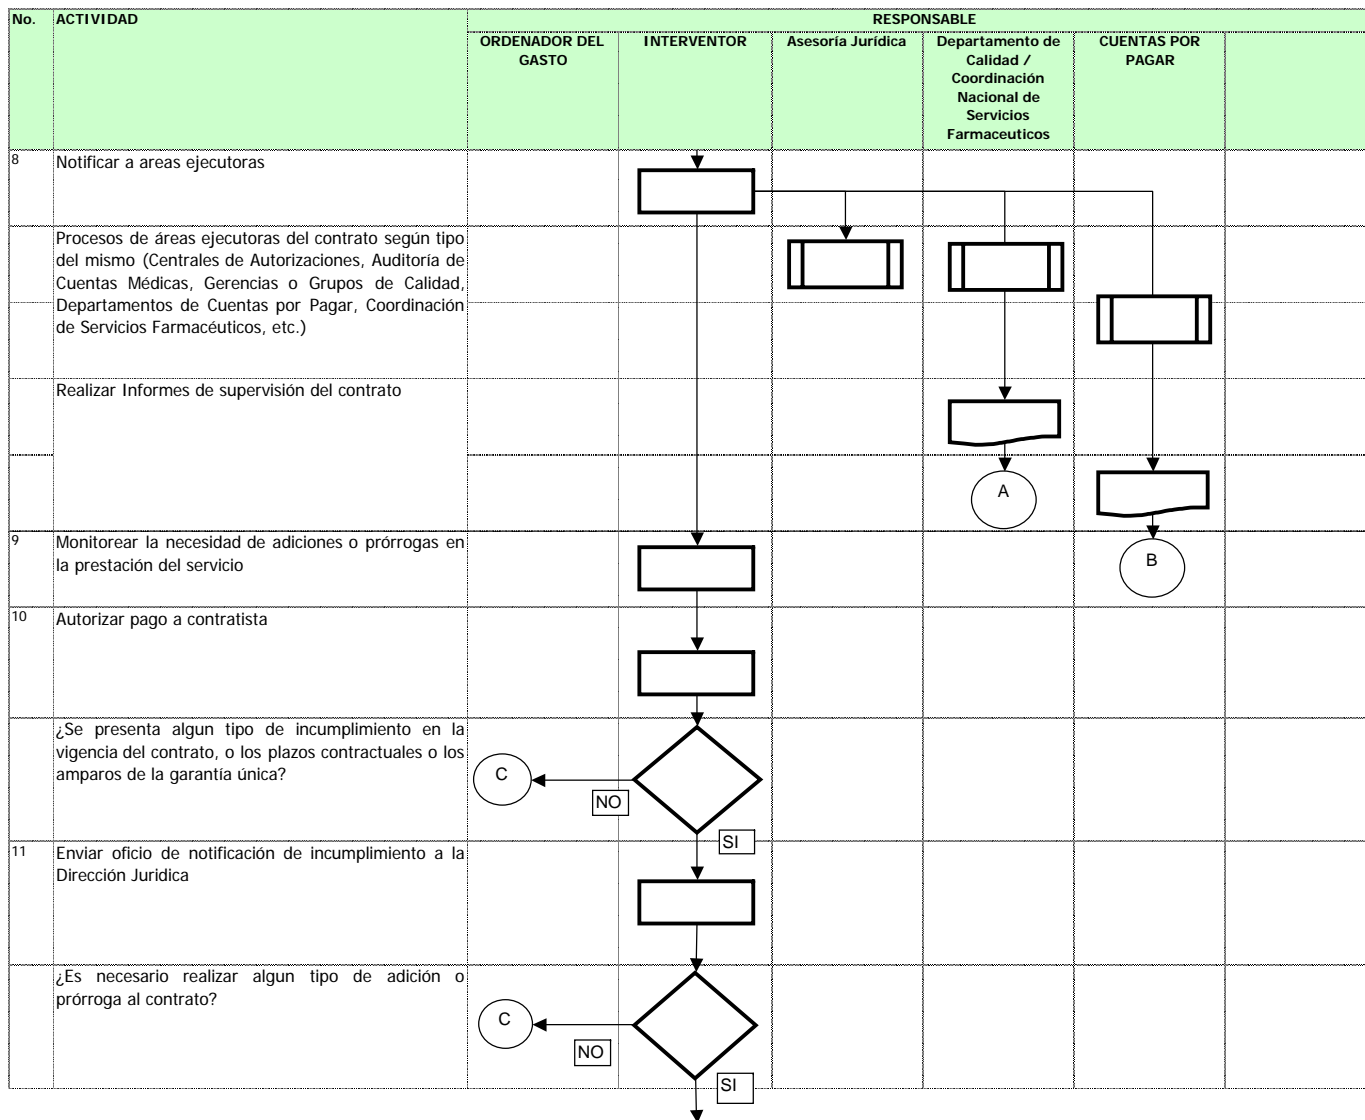 No. ACTIVIDAD
RESPONSABLE
ORDENADOR DEL
GASTO
INTERVENTOR
Asesoría Jurídica
Departamento de
Calidad /
Coordinación
Nacional de
Servicios
Farmaceuticos
CUENTAS POR
PAGAR
8 Notificar a areas ejecutoras
Procesos de áreas ejecutoras del contrato según tipo
del mismo (Centrales de Autorizaciones, Auditoría de
Cuentas Médicas, Gerencias o Grupos de Calidad,
Departamentos de Cuentas por Pagar, Coordinación
de Servicios Farmacéuticos, etc.)
Realizar Informes de supervisión del contrato
A
9 Monitorear la necesidad de adiciones o prórrogas en
la prestación del servicio
B
10 Autorizar pago a contratista
¿Se presenta algun tipo de incumplimiento en la
vigencia del contrato, o los plazos contractuales o los
amparos de la garantía única?
C
NO
SI
11 Enviar oficio de notificación de incumplimiento a la
Dirección Juridica
¿Es necesario realizar algun tipo de adición o
prórroga al contrato?
C
NO
SI